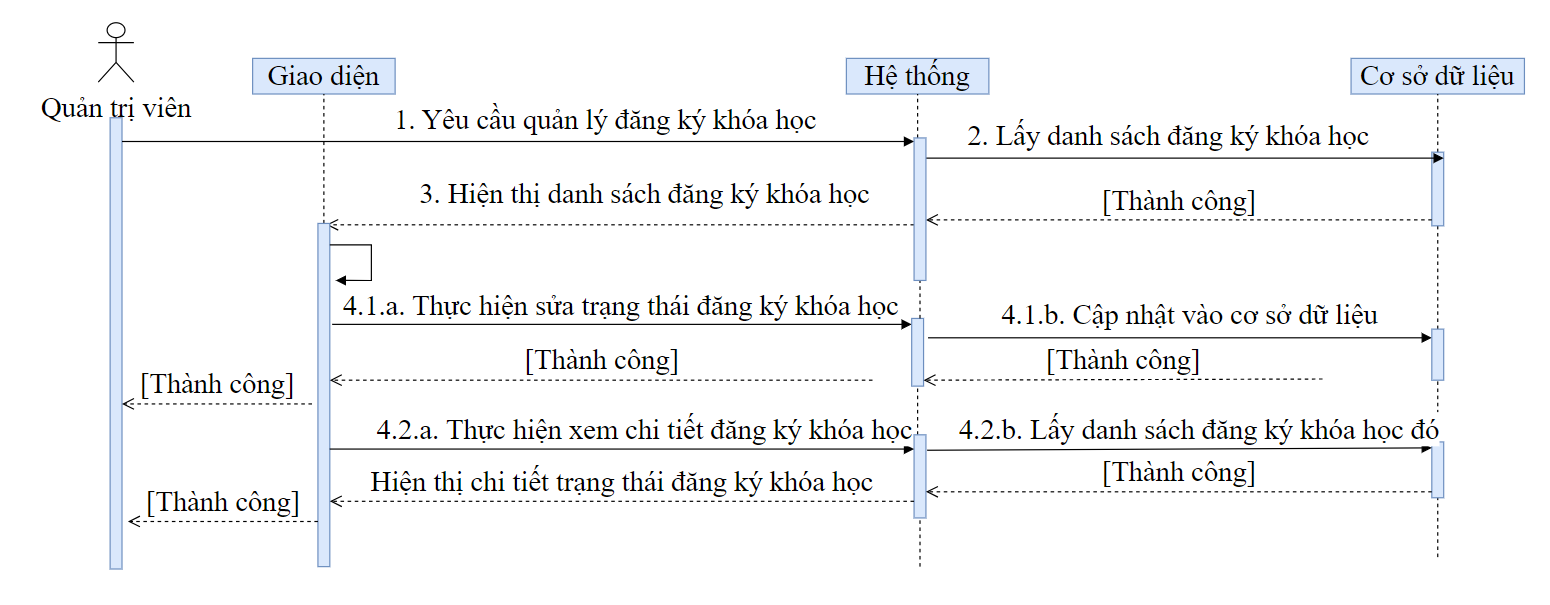 Quản trị viên
Giao diện
Hệ thống
Cơ sở dữ liệu
1. Yêu cầu quản lý đăng ký khóa học
2. Lấy danh sách đăng ký khóa học
3. Hiện thị danh sách đăng ký khóa học
[Thành công]
4.1.a. Thực hiện sửa trạng thái đăng ký khóa học
4.1.b. Cập nhật vào cơ sở dữ liệu
[Thành công]
[Thành công]
[Thành công]
4.2.a. Thực hiện xem chi tiết đăng ký khóa học
4.2.b. Lấy danh sách đăng ký khóa học đó
Hiện thị chi tiết trạng thái đăng ký khóa học
[Thành công]
[Thành công]